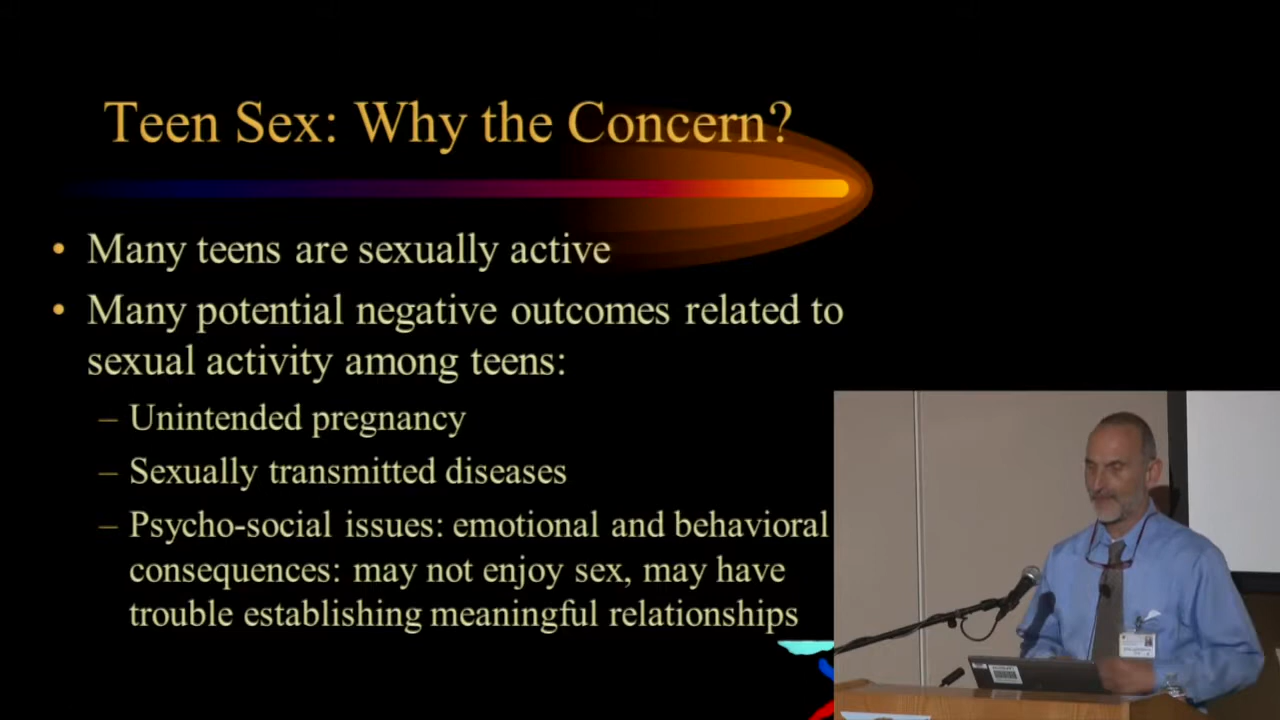 Teen Sex: Why the Concern?
• Many teens are sexually active
• Many potential negative outcomes related to
sexual activity among teens:
– Unintended pregnancy
– Sexually transmitted diseases
– Psycho-social issues: emotional and behavioral
consequences: may not enjoy sex, may have
trouble establishing meaningful relationships